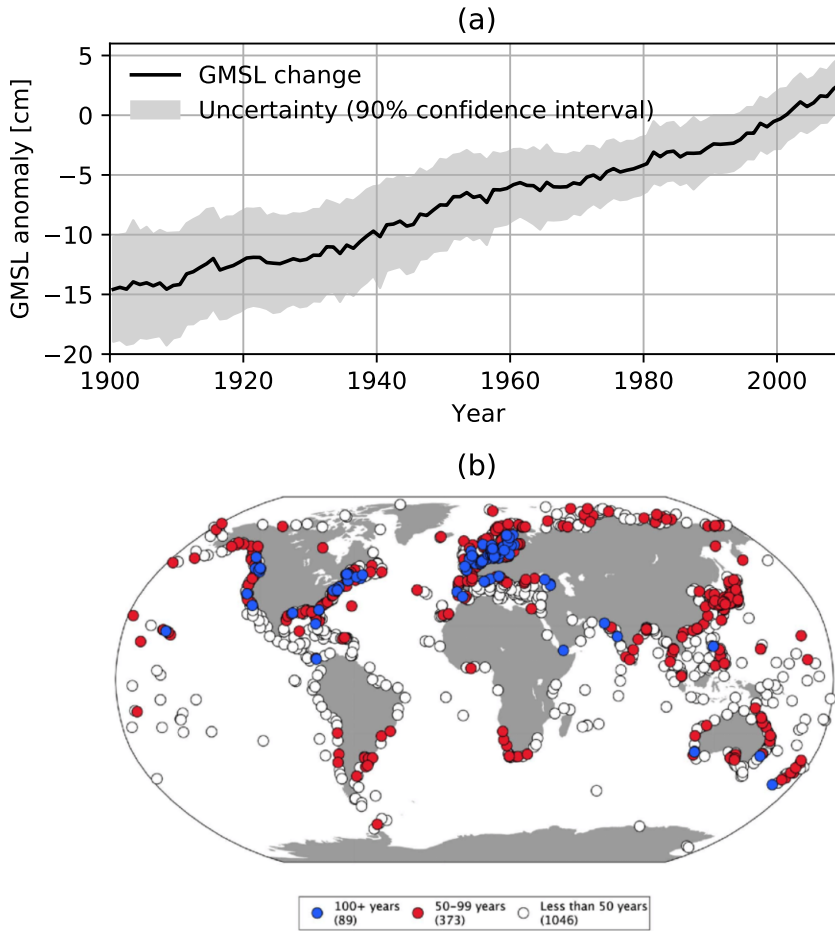 (a)
GMSL anomaly [cm]
5
0
−5
−10
−15
−20
GMSL change
Uncertainty (90% confidence interval)
1900 1920 1940 1960 1980 2000
Year
(b)
100+ years 50–99 years Less than 50 years
(89) (373) (1046)